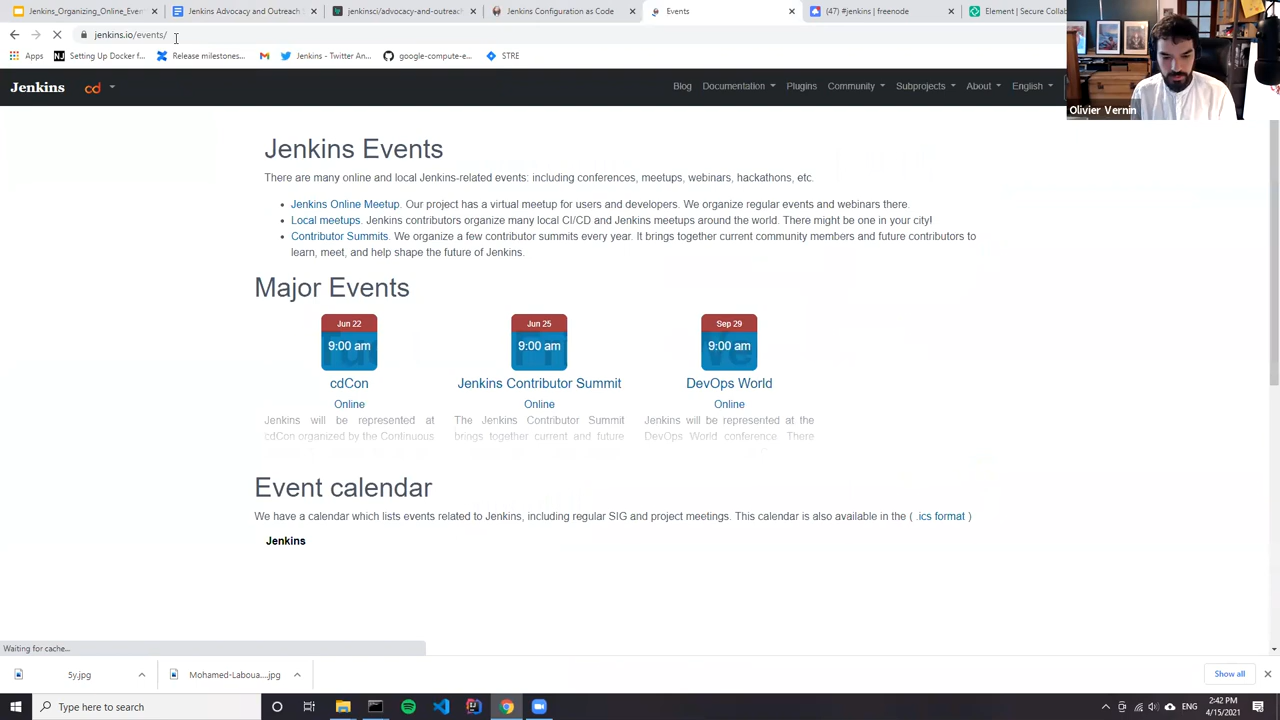 Jenkins_Organizing_Online_Event
Jenkins Advocacy and Outreach S
jenkinsci/advocacy-and-outreach
Jenkins Configuration as Code
Events
(47) #jenkins | freenode
Element | Secure Collab
jenkins.io/events/
Apps
Setting Up Docker f...
Release milestones...
Jenkins - Twitter An...
google-compute-e...
STRE
Jenkins
cd
Blog
Documentation
Plugins
Community
Subprojects
About
English
Olivier Vernin
Jenkins Events
There are many online and local Jenkins-related events: including conferences, meetups, webinars, hackathons, etc.
Jenkins Online Meetup. Our project has a virtual meetup for users and developers. We organize regular events and webinars there.
Local meetups. Jenkins contributors organize many local CI/CD and Jenkins meetups around the world. There might be one in your city!
Contributor Summits. We organize a few contributor summits every year. It brings together current community members and future contributors to
learn, meet, and help shape the future of Jenkins.
Major Events
Jun 22
9:00 am
cdCon
Online
Jenkins will be represented at
cdCon organized by the Continuous
Jun 25
9:00 am
Jenkins Contributor Summit
Online
The Jenkins Contributor Summit
brings together current and future
Sep 29
9:00 am
DevOps World
Online
Jenkins will be represented at the
DevOps World conference. There
Event calendar
We have a calendar which lists events related to Jenkins, including regular SIG and project meetings. This calendar is also available in the ( .ics format )
Jenkins
Waiting for cache...
5y.jpg
Mohamed-Laboua....jpg
Show all
Type here to search
ENG
2:42 PM
4/15/2021